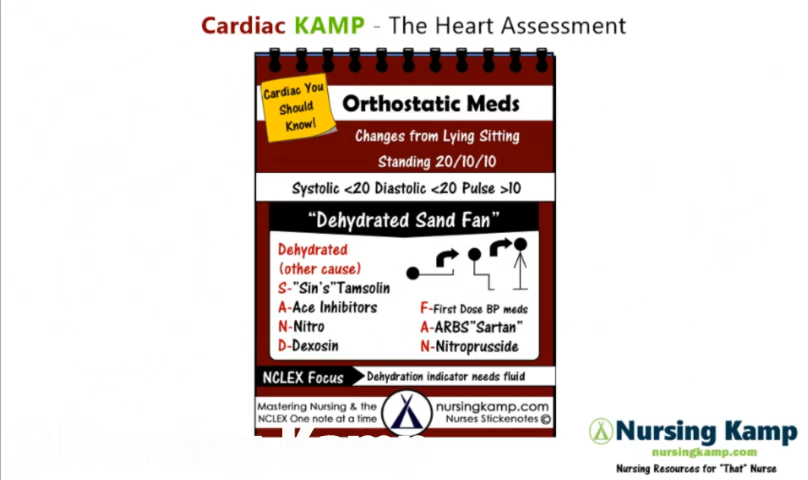 Cardiac KAMP - The Heart Assessment
Cardiac You
Should
Know!
Orthostatic Meds
Changes from Lying Sitting
Standing 20/10/10
Systolic <20 Diastolic <20 Pulse >10
"Dehydrated Sand Fan"
Dehydrated
(other cause)
S-"Sin's"Tamsolin
A-Ace Inhibitors
N-Nitro
D-Dexosin
F-First Dose BP meds
A-ARBS"Sartan"
N-Nitroprusside
NCLEX Focus
Dehydration indicator needs fluid
Mastering Nursing & the
NCLEX One note at a time
nursingkamp.com
Nurses Stickenotes ©
Nursing Kamp
Nursing Kamp
nursingkamp.com
Nursing Resources for "That" Nurse